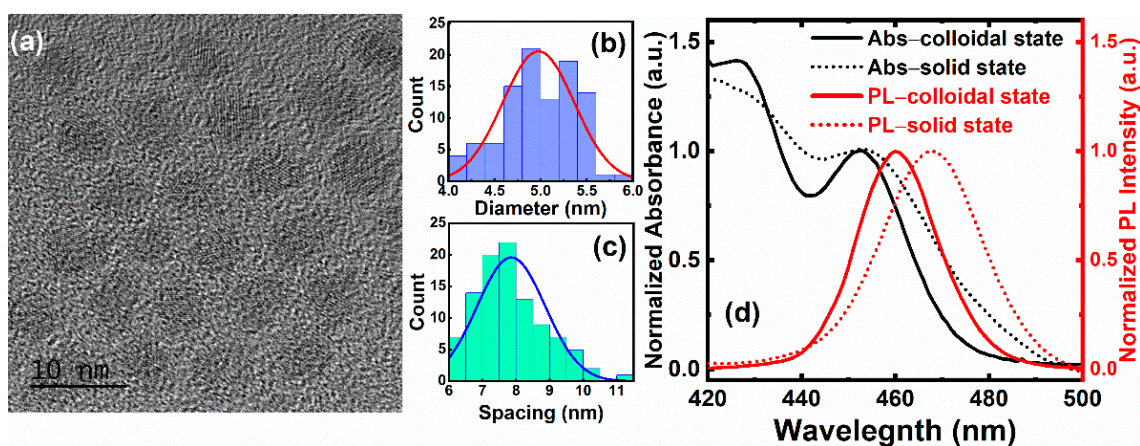 (a)
10 nm
(b)
25
20
15
10
5
0
Count
4.0 4.5 5.0 5.5 6.0
Diameter (nm)
(c)
25
20
15
10
5
0
Count
6 7 8 9 10 11
Spacing (nm)
(d)
Abs–colloidal state
Abs–solid state
PL–colloidal state
PL–solid state
1.5
1.0
0.5
0.0
Normalized Absorbance (a.u.)
1.5
1.0
0.5
0.0
Normalized PL Intensity (a.u.)
420 440 460 480 500
Wavelegnth (nm)